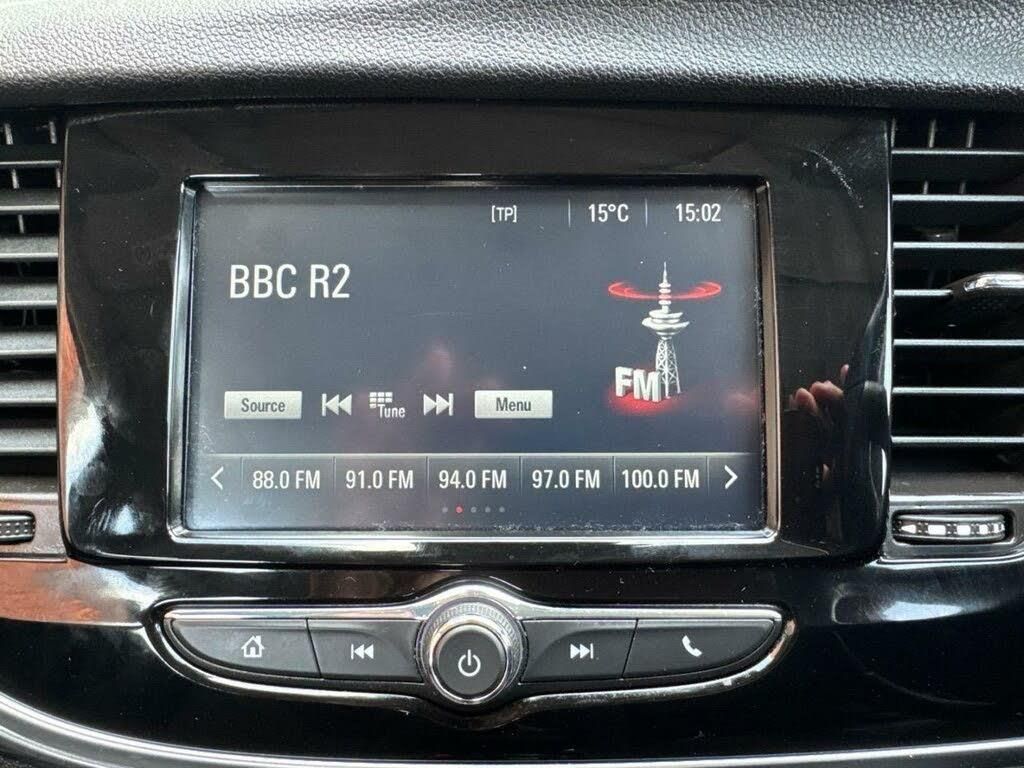 [TP] 15°C 15:02
BBC R2
FM
Source Tune Menu
88.0 FM 91.0 FM 94.0 FM 97.0 FM 100.0 FM